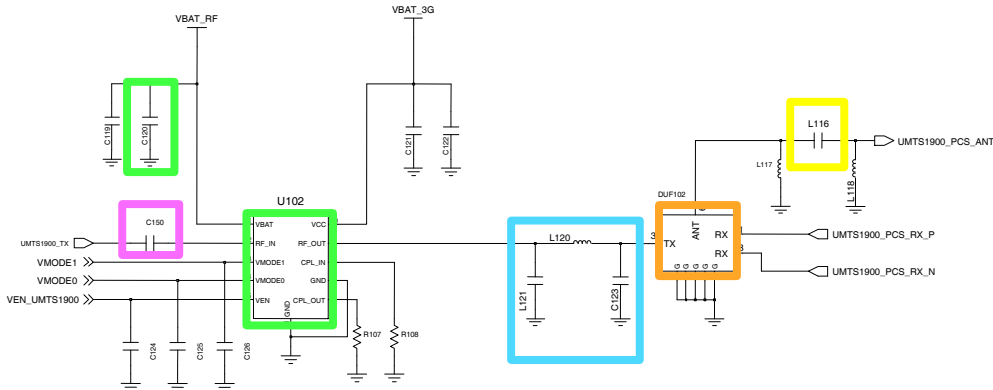 VBAT_3G
VBAT_RF
C119
C120
C121
C122
L116
UMTS1900_PCS_ANT
L117
L118
DUF102
U102
C150
UMTS1900_TX
VMODE1
VMODE0
VEN_UMTS1900
VBAT
VCC
RF_IN
RF_OUT
VMODE1
CPL_IN
VMODE0
GND
VEN
CPL_OUT
GND
C124
C125
C126
R107
R108
L120
L121
C123
3
TX
ANT
RX
RX
G G G G G
UMTS1900_PCS_RX_P
UMTS1900_PCS_RX_N